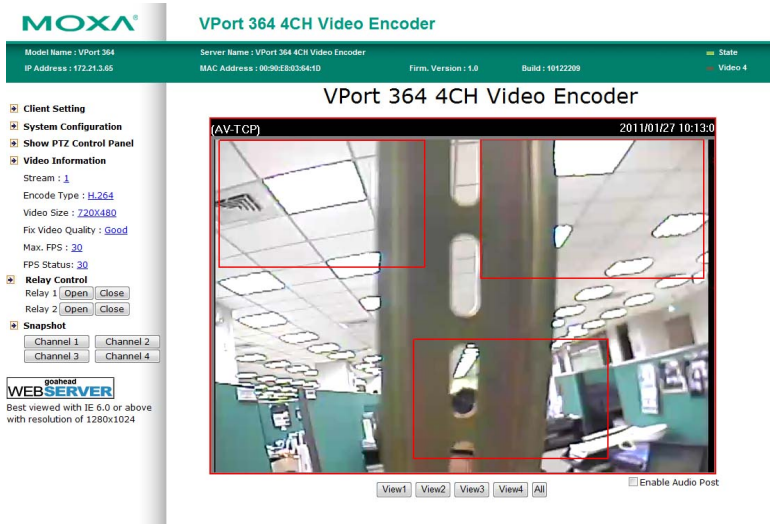 MOXA®
VPort 364 4CH Video Encoder
Model Name : VPort 364
Server Name : VPort 364 4CH Video Encoder
State
IP Address : 172.21.3.65
MAC Address : 00:90:E8:03:64:1D
Firm. Version : 1.0
Build : 10122209
Video 4
Client Setting
System Configuration
Show PTZ Control Panel
Video Information
Stream : 1
Encode Type : H.264
Video Size : 720X480
Fix Video Quality : Good
Max. FPS : 30
FPS Status: 30
Relay Control
Relay 1 Open Close
Relay 2 Open Close
Snapshot
Channel 1 Channel 2
Channel 3 Channel 4
goahead
WEBSERVER
Best viewed with IE 6.0 or above
with resolution of 1280x1024
VPort 364 4CH Video Encoder
(AV-TCP)
2011/01/27 10:13:0
View1 View2 View3 View4 All
Enable Audio Post